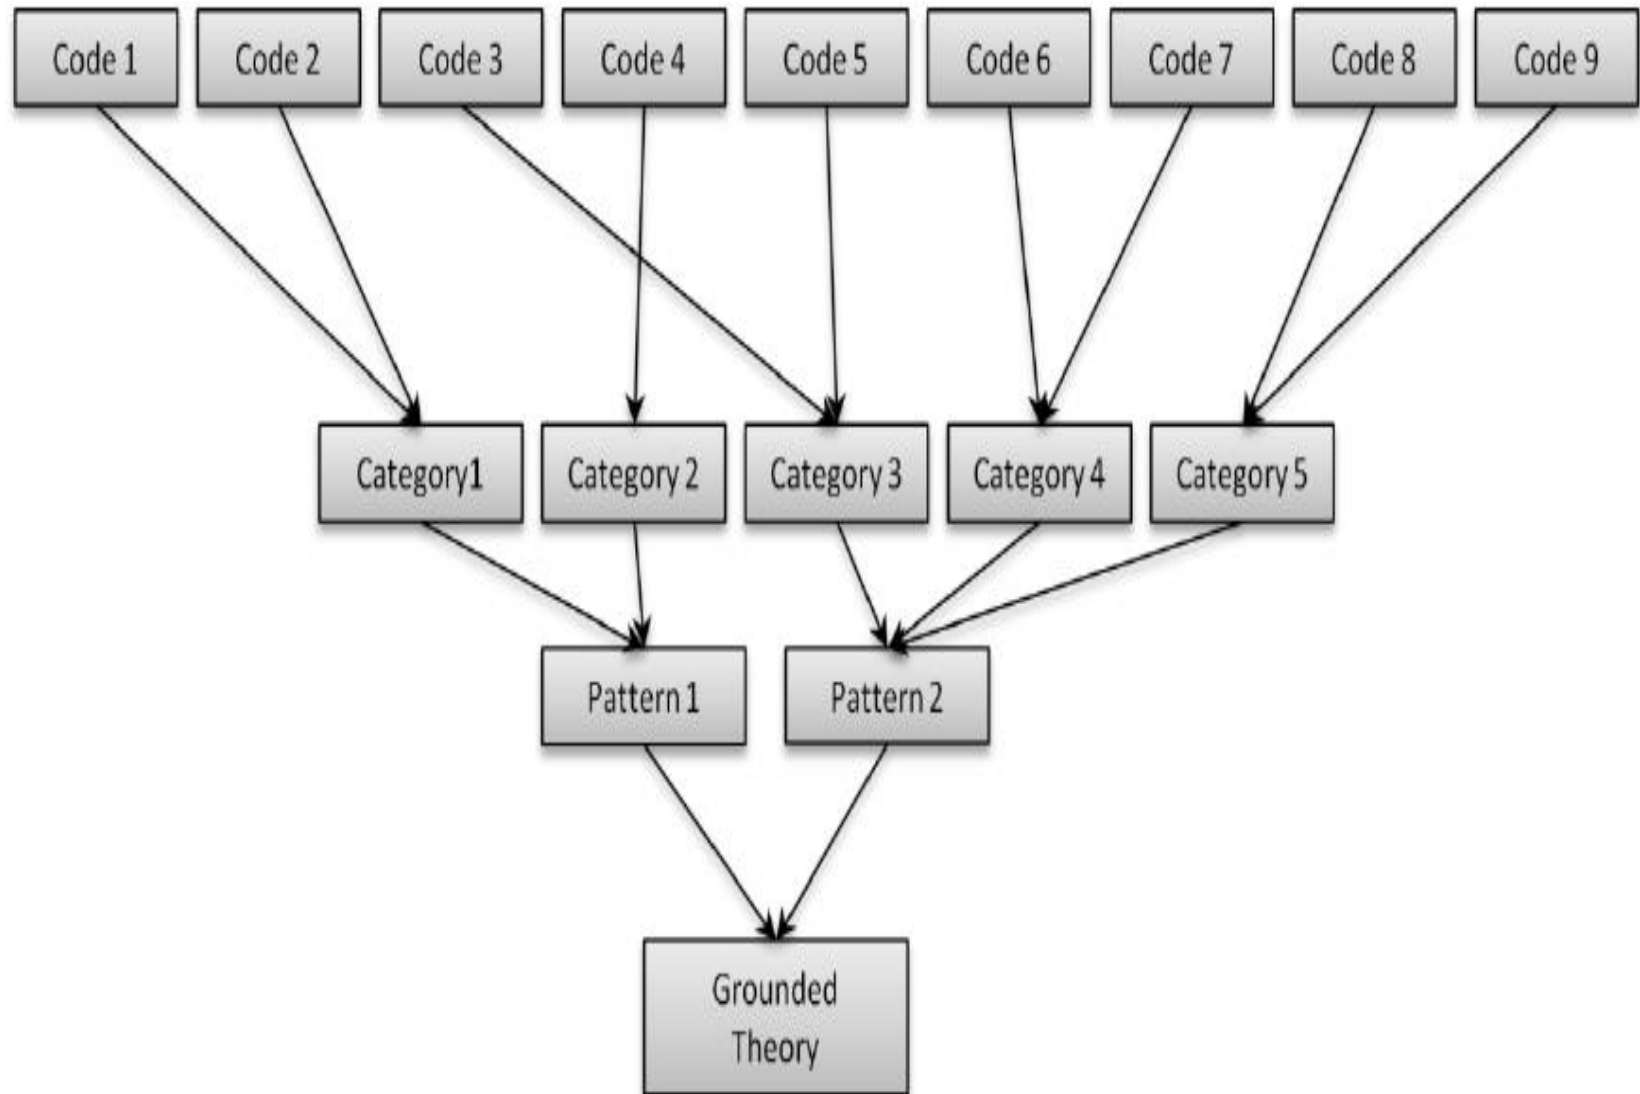 Code 1
Code 2
Code 3
Code 4
Code 5
Code 6
Code 7
Code 8
Code 9
Category1
Category 2
Category 3
Category 4
Category 5
Pattern 1
Pattern 2
Grounded
Theory